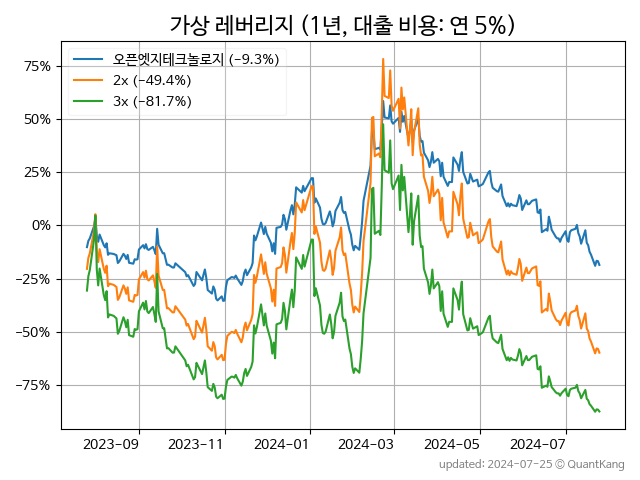 가상 레버리지 (1년, 대출 비용: 연 5%)
오픈엣지테크놀로지 (−9.3%)
2x (−49.4%)
3x (−81.7%)
75%
50%
25%
0%
−25%
−50%
−75%
2023-09 2023-11 2024-01 2024-03 2024-05 2024-07
updated: 2024-07-25 © QuantKang